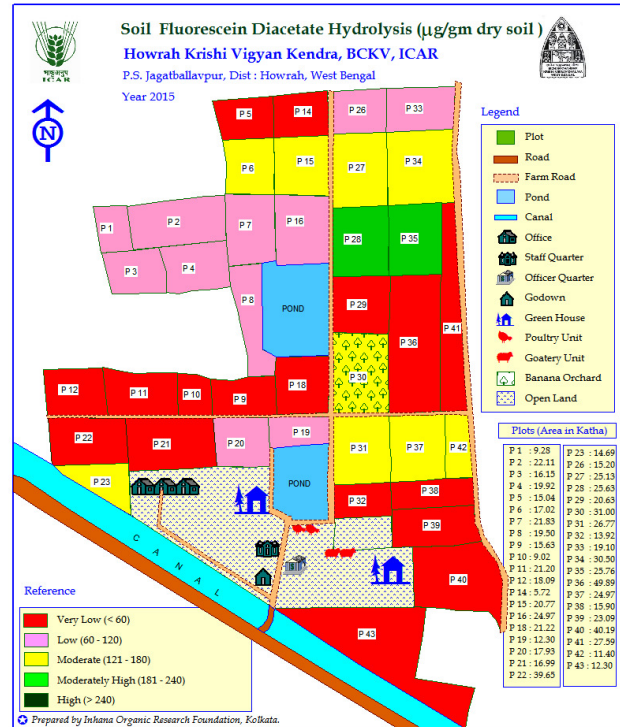 Soil Fluorescein Diacetate Hydrolysis (µg/gm dry soil )
Howrah Krishi Vigyan Kendra, BCKV, ICAR
P.S. Jagatballavpur, Dist : Howrah, West Bengal
Year 2015
ICAR
N
P 5
P 14
P 26
P 33
P 6
P 15
P 27
P 34
P 1
P 2
P 7
P 16
P 28
P 35
P 3
P 4
P 8
POND
P 29
P 41
P 36
P 12
P 11
P 10
P 9
P 18
P 30
P 22
P 21
P 20
P 19
P 31
P 37
P 42
P 23
POND
P 32
P 38
P 39
P 40
P 43
CANAL
Legend
Plot
Road
Farm Road
Pond
Canal
Office
Staff Quarter
Officer Quarter
Godown
Green House
Poultry Unit
Goatery Unit
Banana Orchard
Open Land
Plots (Area in Katha)
P 1 : 9.28
P 2 : 22.11
P 3 : 16.15
P 4 : 19.92
P 5 : 15.04
P 6 : 17.02
P 7 : 21.83
P 8 : 19.50
P 9 : 15.63
P 10 : 9.02
P 11 : 21.20
P 12 : 18.09
P 14 : 5.72
P 15 : 20.77
P 16 : 24.97
P 18 : 21.22
P 19 : 12.30
P 20 : 17.93
P 21 : 16.99
P 22 : 39.65
P 23 : 14.69
P 26 : 15.20
P 27 : 25.13
P 28 : 25.63
P 29 : 20.63
P 30 : 31.00
P 31 : 26.77
P 32 : 13.92
P 33 : 19.10
P 34 : 30.50
P 35 : 25.76
P 36 : 49.89
P 37 : 24.97
P 38 : 15.90
P 39 : 23.09
P 40 : 40.19
P 41 : 27.59
P 42 : 11.40
P 43 : 12.30
Reference
Very Low (< 60)
Low (60 - 120)
Moderate (121 - 180)
Moderately High (181 - 240)
High (> 240)
Prepared by Inhana Organic Research Foundation, Kolkata.